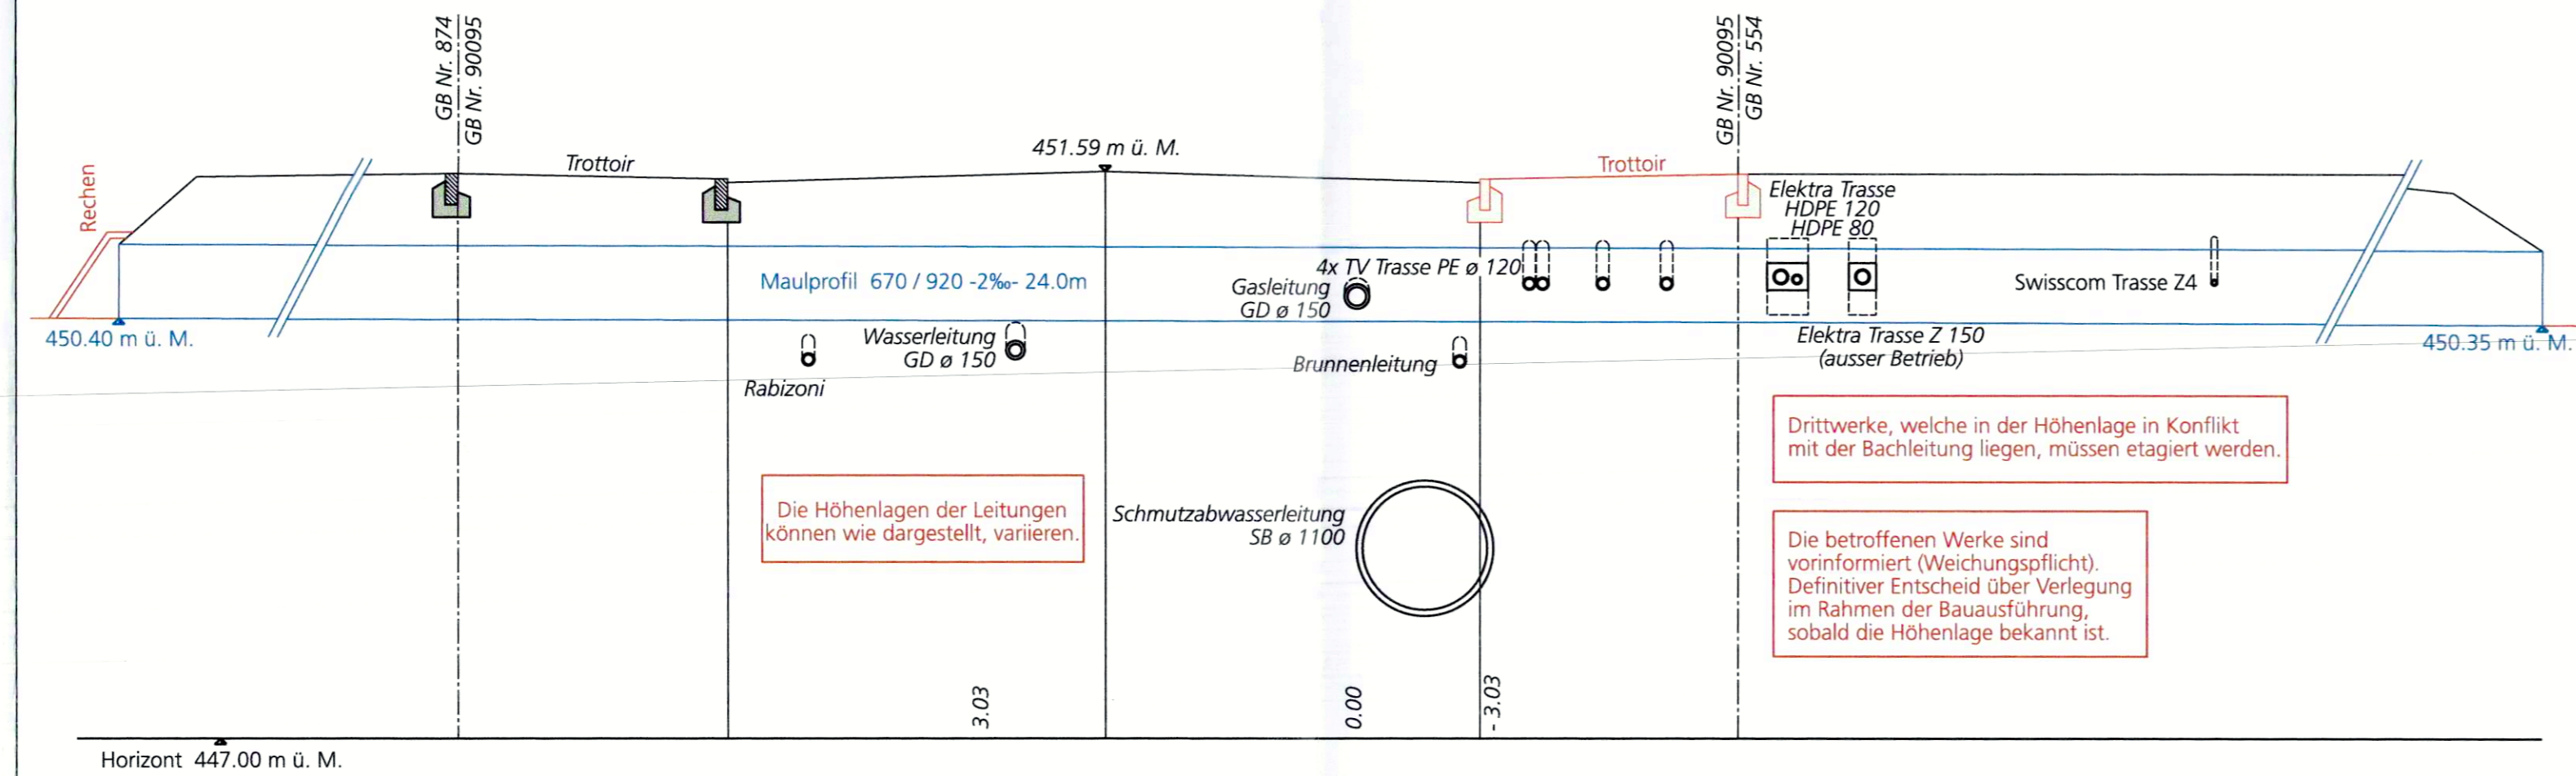 GB Nr. 874
GB Nr. 90095
GB Nr. 90095
GB Nr. 554
Rechen
Trottoir
451.59 m ü. M.
Trottoir
Elektra Trasse
HDPE 120
HDPE 80
Maulprofil 670 / 920 -2‰- 24.0m
4x TV Trasse PE ø 120
Gasleitung
GD ø 150
Swisscom Trasse Z4
450.40 m ü. M.
Wasserleitung
GD ø 150
Rabizoni
Brunnenleitung
Elektra Trasse Z 150
(ausser Betrieb)
450.35 m ü. M.
Drittwerke, welche in der Höhenlage in Konflikt
mit der Bachleitung liegen, müssen etagiert werden.
Die Höhenlagen der Leitungen
können wie dargestellt, variieren.
Schmutzabwasserleitung
SB ø 1100
Die betroffenen Werke sind
vorinformiert (Weichungspflicht).
Definitiver Entscheid über Verlegung
im Rahmen der Bauausführung,
sobald die Höhenlage bekannt ist.
3.03
0.00
- 3.03
Horizont 447.00 m ü. M.